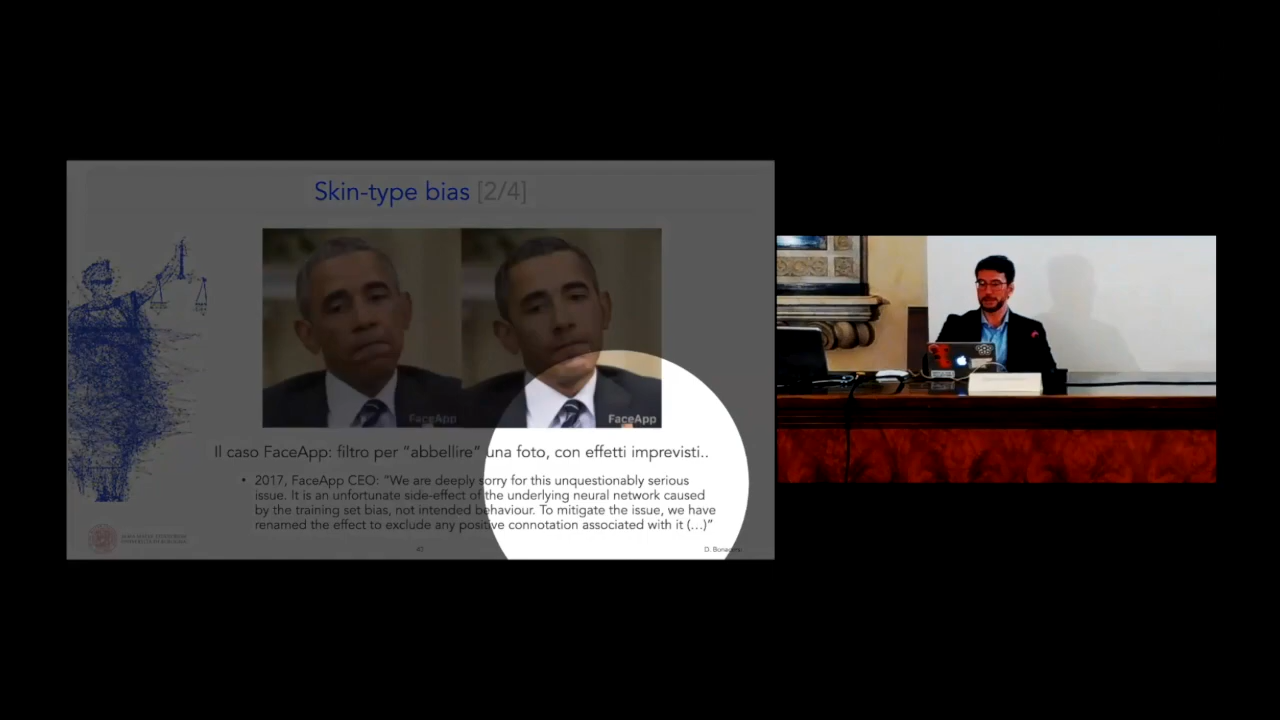 Skin-type bias [2/4]
FaceApp
FaceApp
Il caso FaceApp: filtro per “abbellire” una foto, con effetti imprevisti..
• 2017, FaceApp CEO: “We are deeply sorry for this unquestionably serious
issue. It is an unfortunate side-effect of the underlying neural network caused
by the training set bias, not intended behaviour. To mitigate the issue, we have
renamed the effect to exclude any positive connotation associated with it (...)”
D.